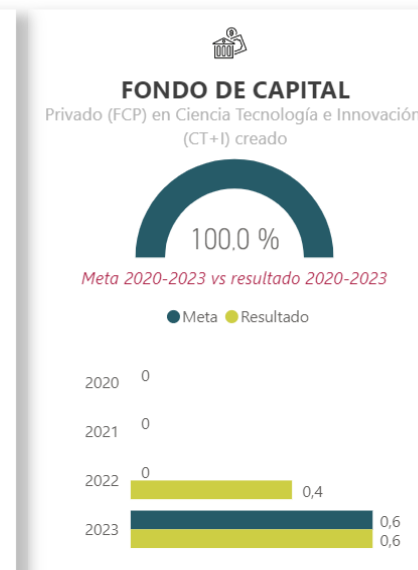 FONDO DE CAPITAL
Privado (FCP) en Ciencia Tecnología e Innovación
(CT+I) creado
100,0 %
Meta 2020-2023 vs resultado 2020-2023
Meta Resultado
2020 0
2021 0
2022 0
0,4
2023 0,6
0,6